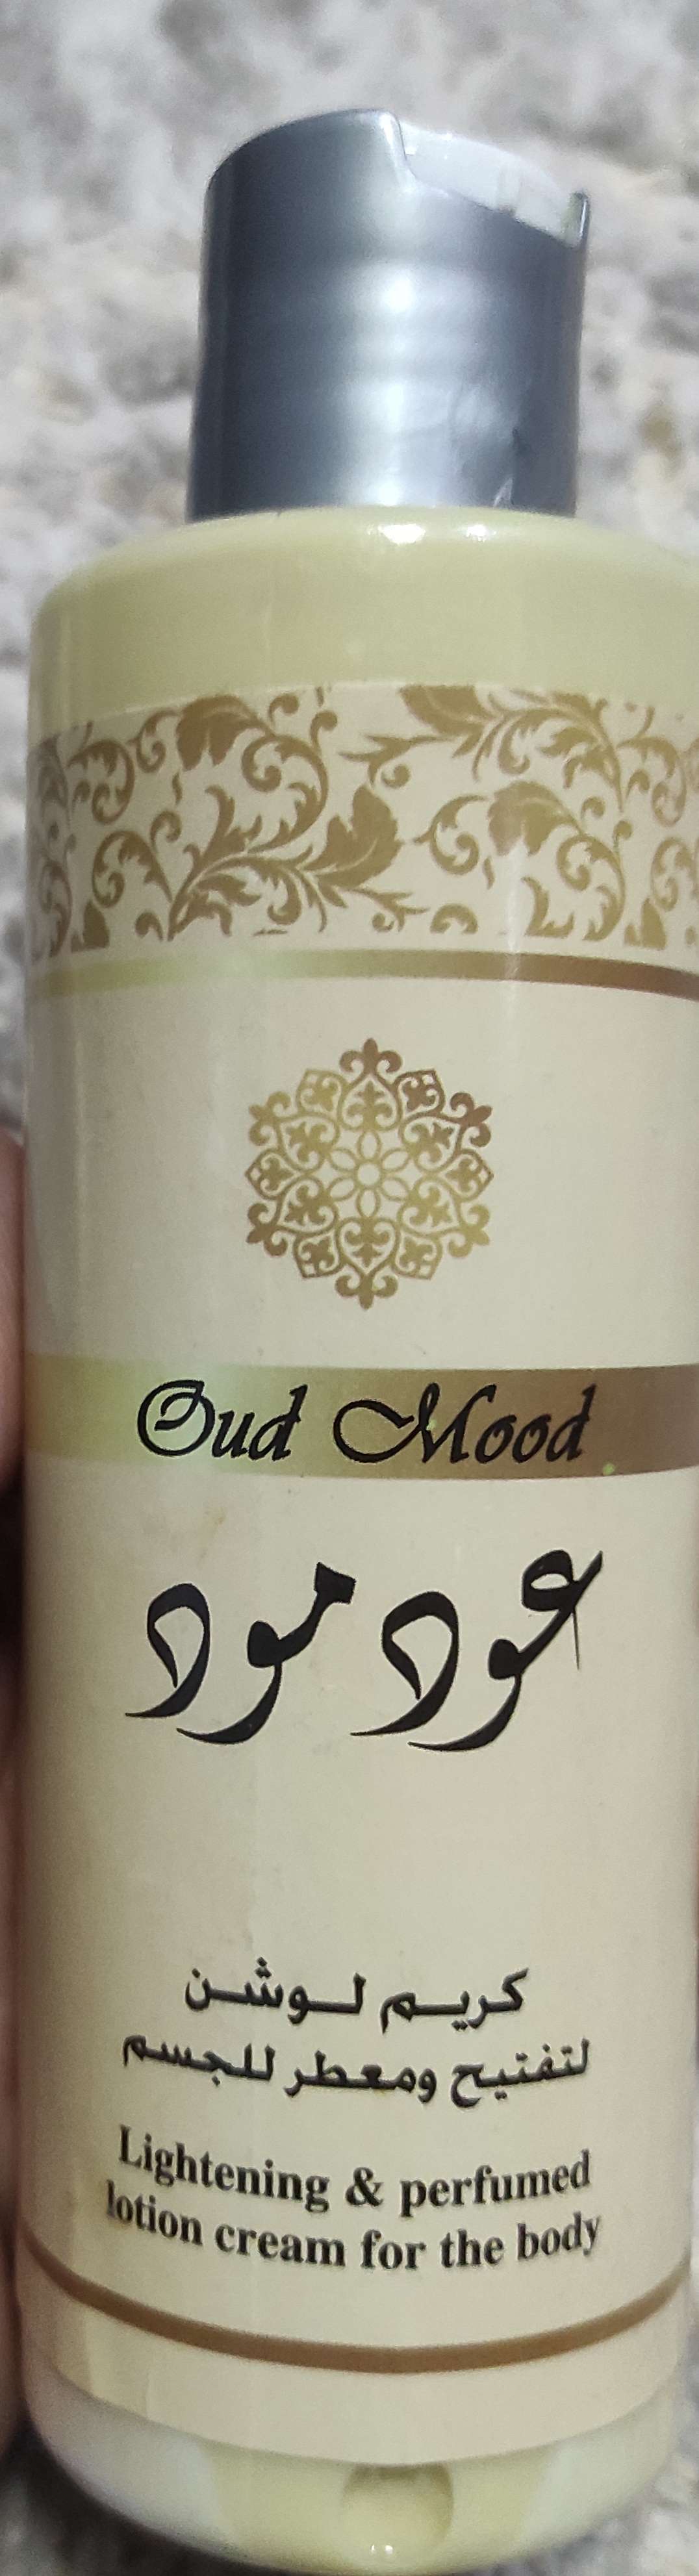 Oud Mood
عود مود
كريم لوشن
لتفتيح ومعطر للجسم
Lightening & perfumed
lotion cream for the body